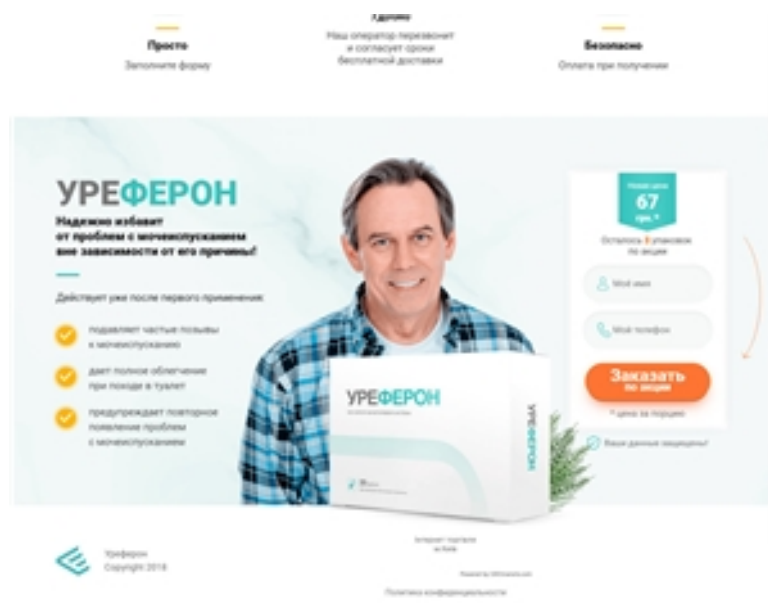 Удобно
Просто
Заполните форму
Наш оператор перезвонит
и согласует сроки
бесплатной доставки
Безопасно
Оплата при получении
УРЕФЕРОН
Надежно избавит
от проблем с мочеиспусканием
вне зависимости от его причины!
Действует уже после первого применения:
подавляет частые позывы
к мочеиспусканию
дает полное облегчение
при походе в туалет
предупреждает повторное
появление проблем
с мочеиспусканием
УРЕФЕРОН
УРЕФЕРОН
Новая цена
67
грн.*
Осталось упаковок
по акции
Моё имя
Мой телефон
Заказать
по акции
* цена за порцию
Ваши данные защищены!
Уреферон
Copyright 2018
Политика конфиденциальности